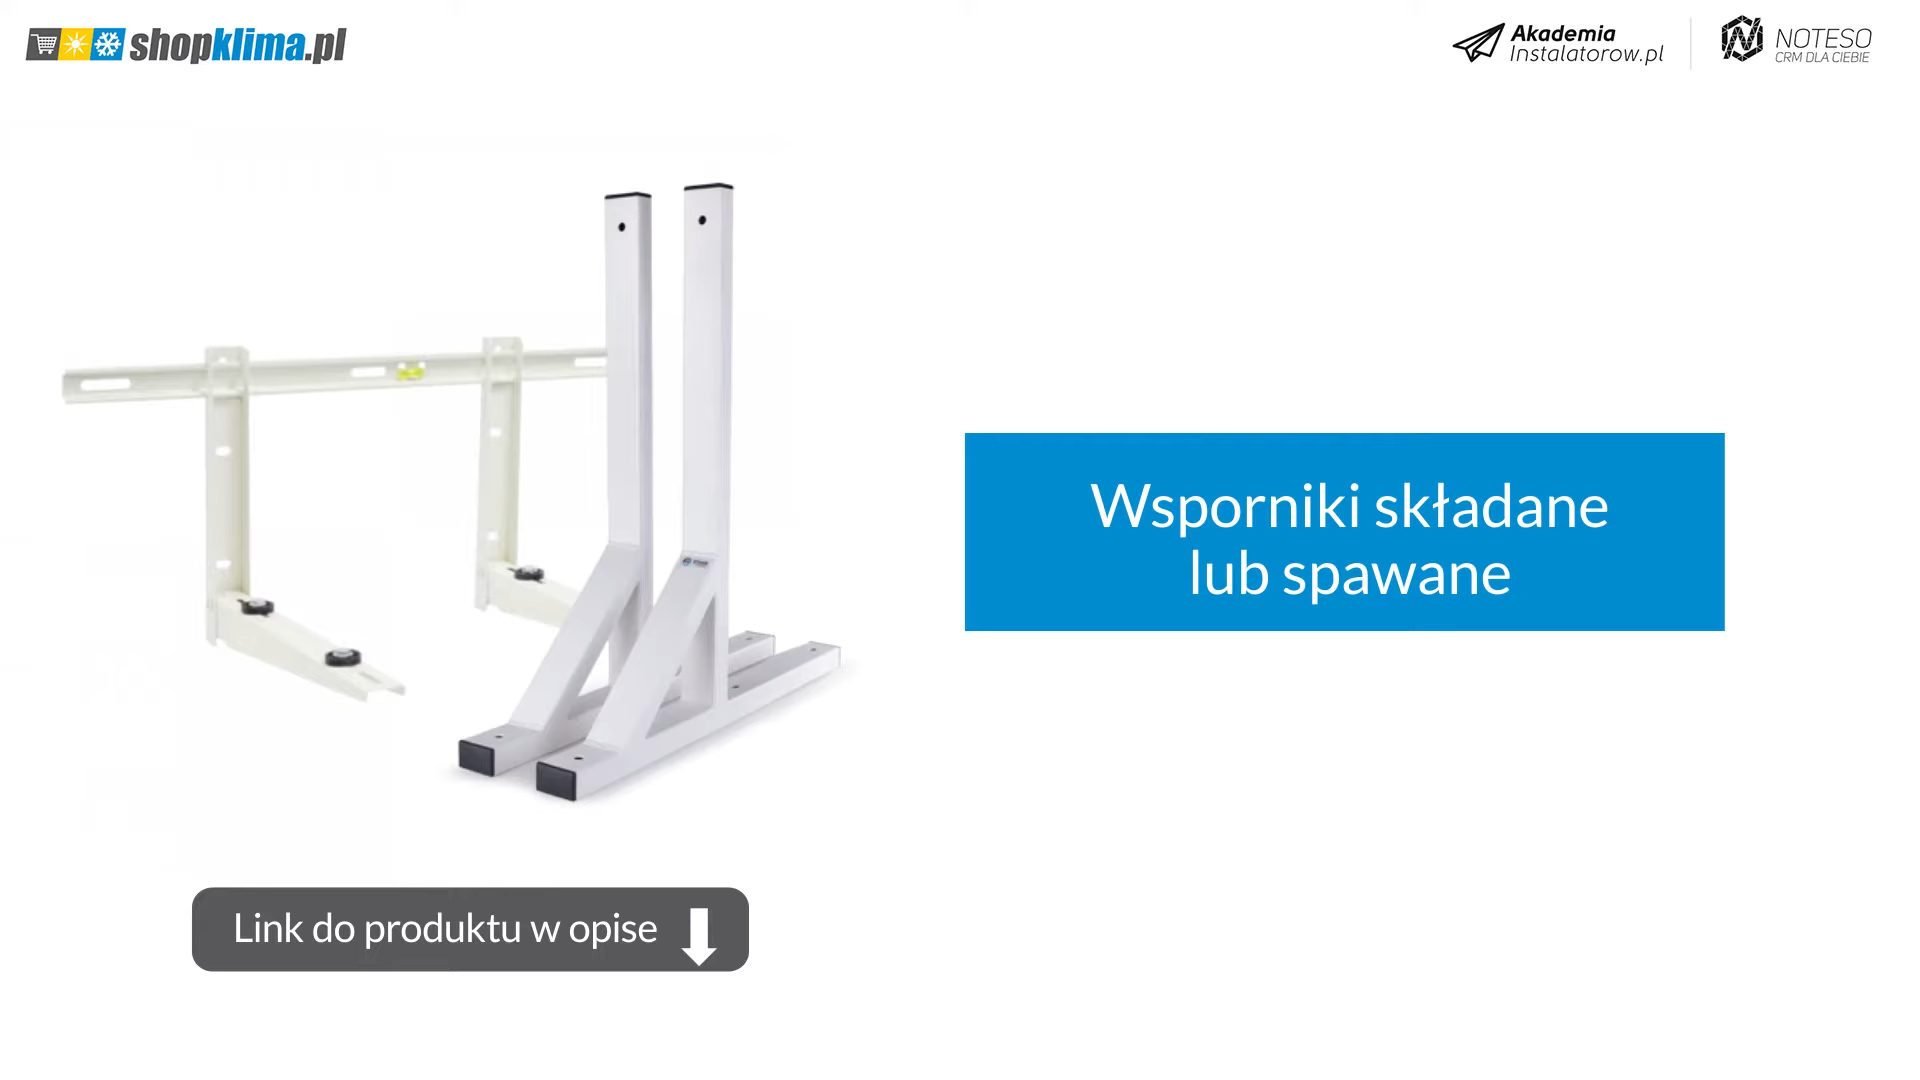 shopklima.pl
Akademia
Instalatorow.pl
NOTESO
CRM DLA CIEBIE
Wsporniki składane
lub spawane
Link do produktu w opise